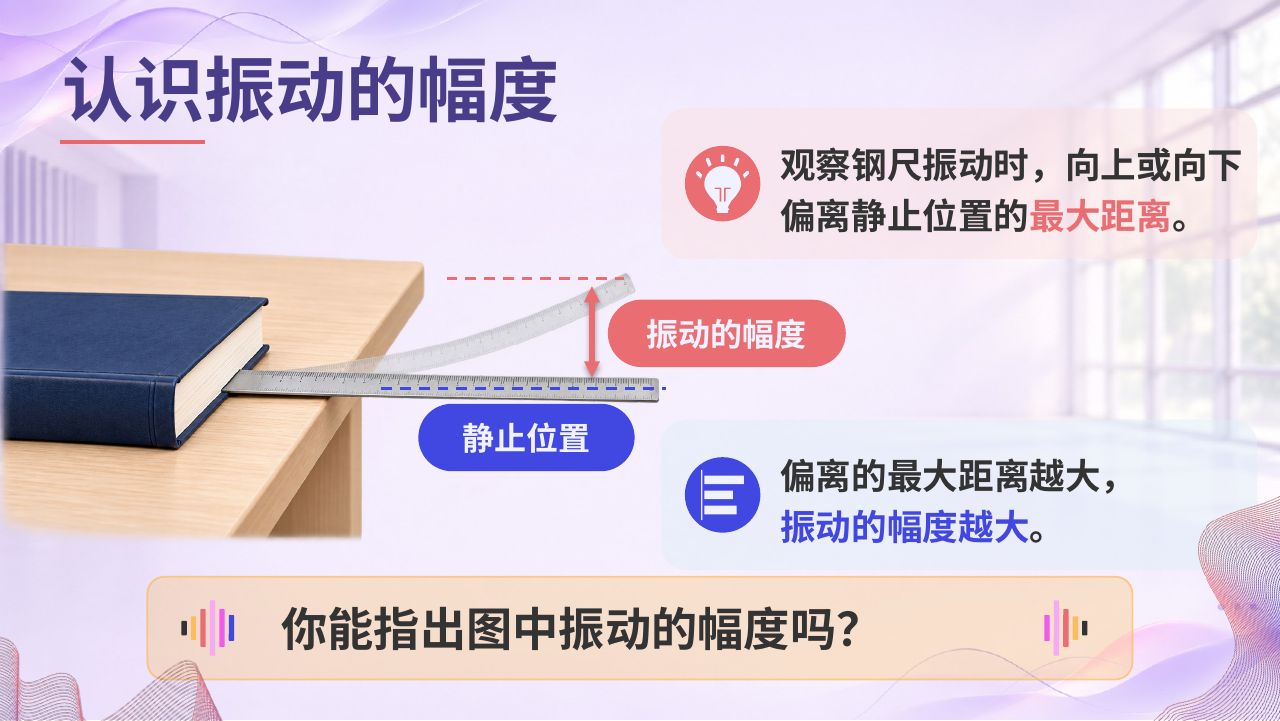 认识振动的幅度
观察钢尺振动时，向上或向下
偏离静止位置的最大距离。
振动的幅度
静止位置
偏离的最大距离越大，
振动的幅度越大。
你能指出图中振动的幅度吗？